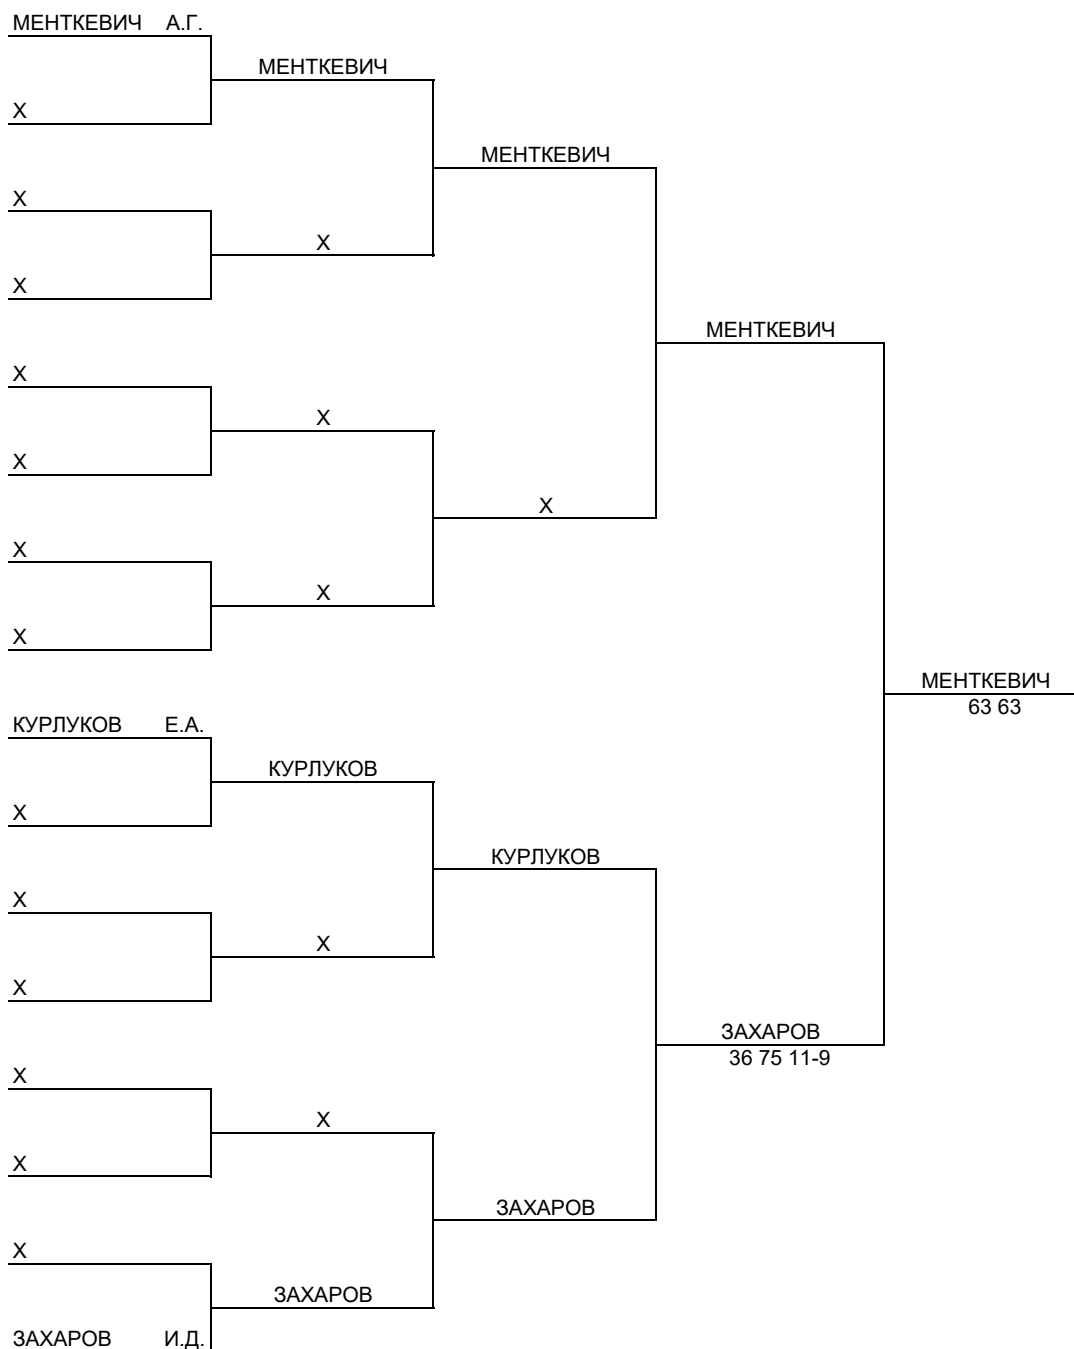 МЕНТКЕВИЧ А.Г.
МЕНТКЕВИЧ
X
МЕНТКЕВИЧ
X
X
X
МЕНТКЕВИЧ
X
X
X
X
X
X
X
МЕНТКЕВИЧ
63 63
КУРЛУКОВ Е.А.
КУРЛУКОВ
X
КУРЛУКОВ
X
X
X
ЗАХАРОВ
36 75 11-9
X
X
X
ЗАХАРОВ
X
ЗАХАРОВ
ЗАХАРОВ И.Д.